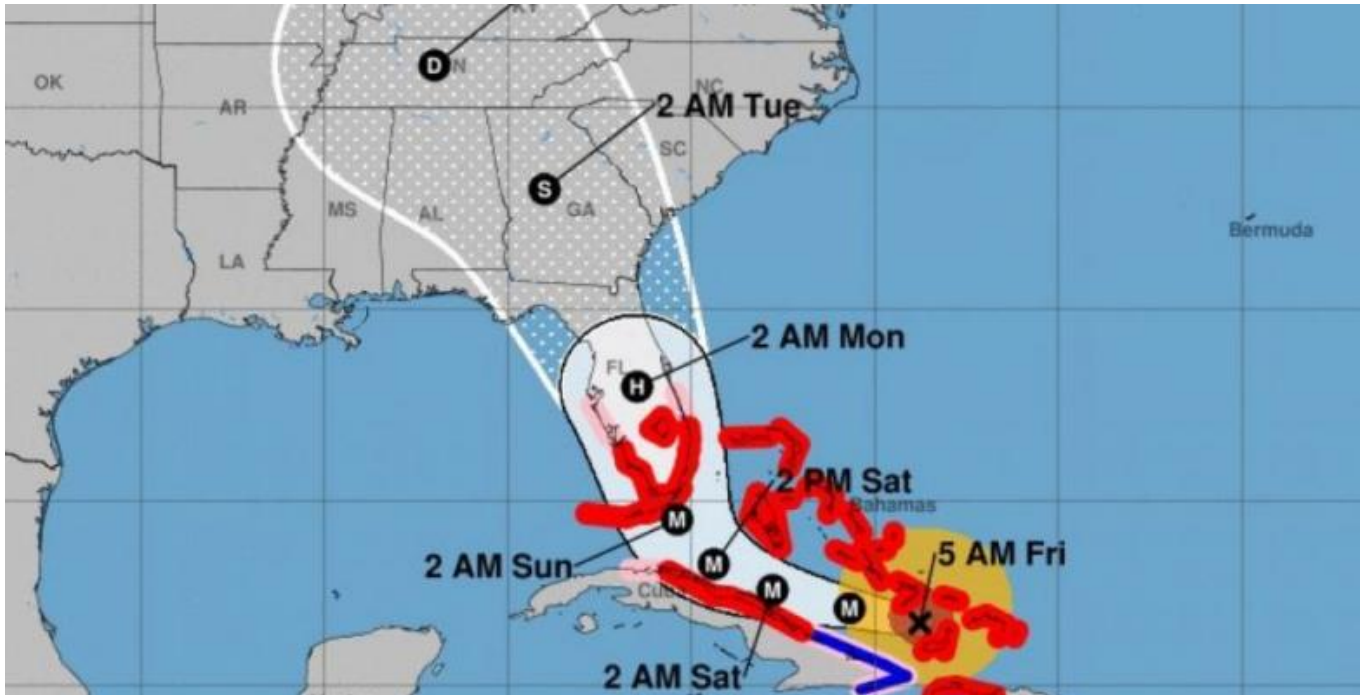 D
2 AM Tue
OK
AR
NC
SC
S
GA
MS
AL
LA
Bermuda
2 AM Mon
FL
H
2 PM Sat
Bahamas
M
2 AM Sun
M
5 AM Fri
Cuba
M
M
2 AM Sat